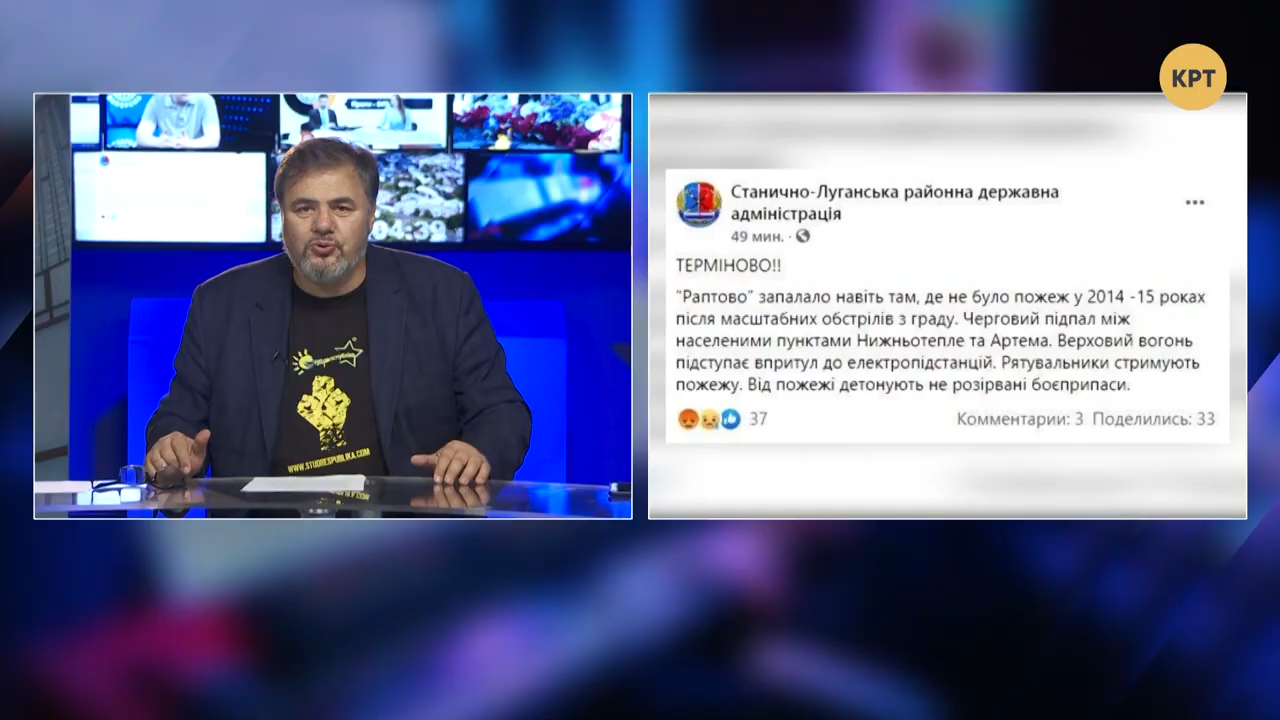 КРТ
04:39
WWW.STUDRESPUBLIKA.COM
Станично-Луганська районна державна
адміністрація
49 мин. ·
ТЕРМІНОВО!!
"Раптово" запалало навіть там, де не було пожеж у 2014 -15 роках
після масштабних обстрілів з граду. Черговий підпал між
населеними пунктами Нижньотепле та Артема. Верховий вогонь
підступає впритул до електропідстанцій. Рятувальники стримують
пожежу. Від пожежі детонують не розірвані боєприпаси.
37
Комментарии: 3 Поделились: 33